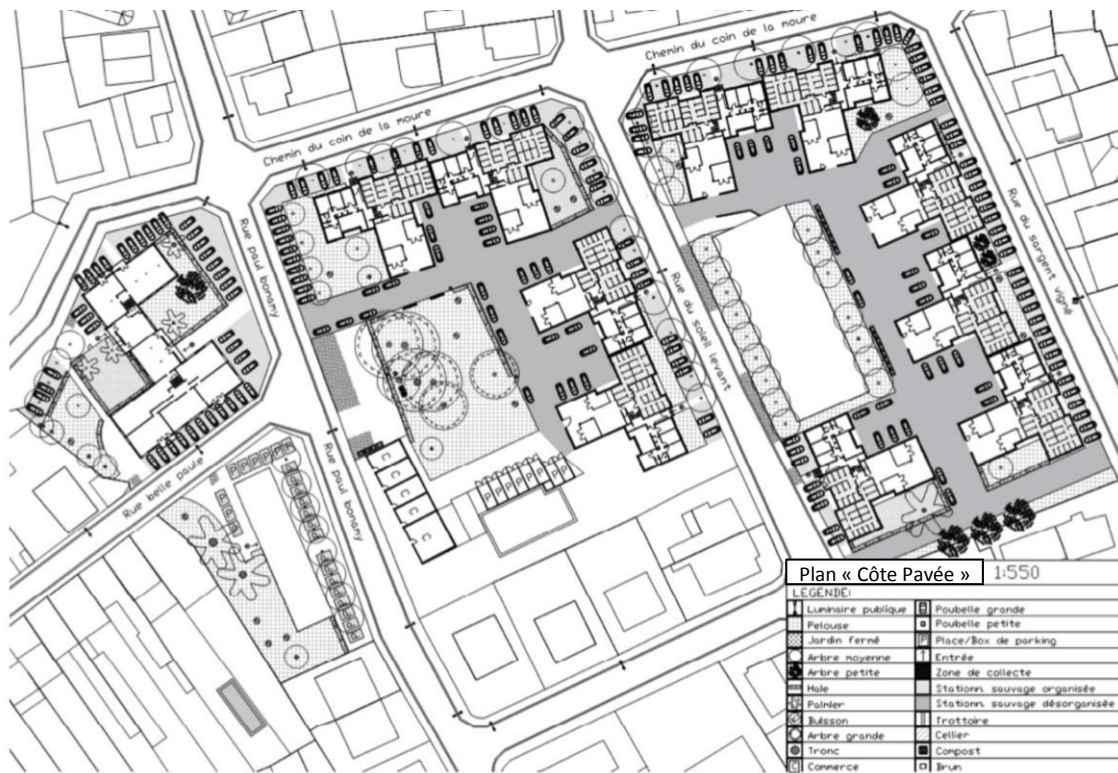 Chemin du coin de la moure
Chemin du coin de la moure
Rue paul bonany
Rue du soleil levant
Rue du sargent vigné
Rue belle paule
Rue paul bonany
P P P P P P
C
C
C
C
P P P P P P P
Plan « Côte Pavée » 1:550
LEGENDE:
Luminaire publique
Poubelle grande
Pelouse
Poubelle petite
Jardin fermé
P Place/Box de parking
Arbre moyenne
Entrée
Arbre petite
Zone de collecte
Haie
Stationn. sauvage organisée
Palmier
Stationn. sauvage désorganisée
Buisson
Trottoire
Arbre grande
Cellier
Tronc
Compost
C Commerce
Brun